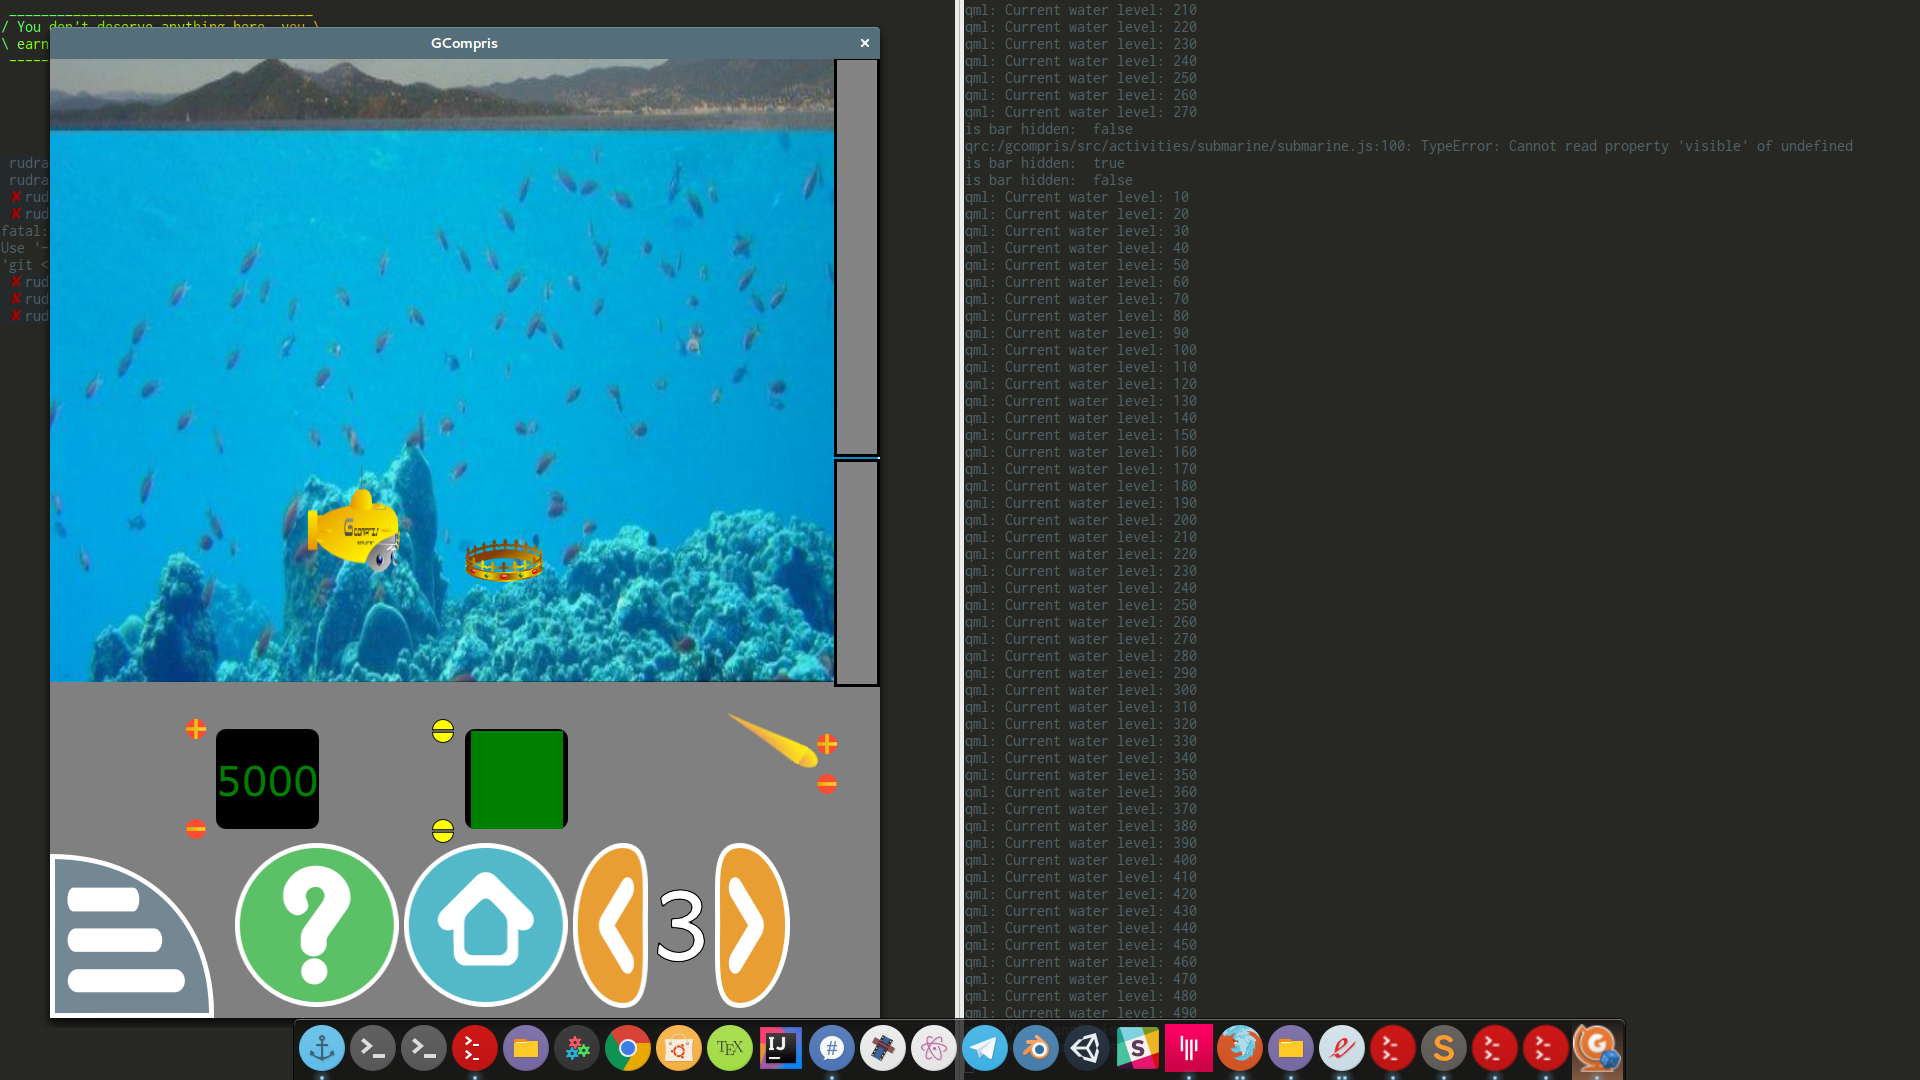 / You don't deserve anything here, you \
\ earn
GCompris
rudra
rudra
✘rud
✘rud
fatal:
Use '-
'git <
✘rud
✘rud
✘rud
5000
3
qml: Current water level: 210
qml: Current water level: 220
qml: Current water level: 230
qml: Current water level: 240
qml: Current water level: 250
qml: Current water level: 260
qml: Current water level: 270
is bar hidden:  false
qrc:/gcompris/src/activities/submarine/submarine.js:100: TypeError: Cannot read property 'visible' of undefined
is bar hidden:  true
is bar hidden:  false
qml: Current water level: 10
qml: Current water level: 20
qml: Current water level: 30
qml: Current water level: 40
qml: Current water level: 50
qml: Current water level: 60
qml: Current water level: 70
qml: Current water level: 80
qml: Current water level: 90
qml: Current water level: 100
qml: Current water level: 110
qml: Current water level: 120
qml: Current water level: 130
qml: Current water level: 140
qml: Current water level: 150
qml: Current water level: 160
qml: Current water level: 170
qml: Current water level: 180
qml: Current water level: 190
qml: Current water level: 200
qml: Current water level: 210
qml: Current water level: 220
qml: Current water level: 230
qml: Current water level: 240
qml: Current water level: 250
qml: Current water level: 260
qml: Current water level: 270
qml: Current water level: 280
qml: Current water level: 290
qml: Current water level: 300
qml: Current water level: 310
qml: Current water level: 320
qml: Current water level: 330
qml: Current water level: 340
qml: Current water level: 350
qml: Current water level: 360
qml: Current water level: 370
qml: Current water level: 380
qml: Current water level: 390
qml: Current water level: 400
qml: Current water level: 410
qml: Current water level: 420
qml: Current water level: 430
qml: Current water level: 440
qml: Current water level: 450
qml: Current water level: 460
qml: Current water level: 470
qml: Current water level: 480
qml: Current water level: 490
TEX
IJ
#
S
S